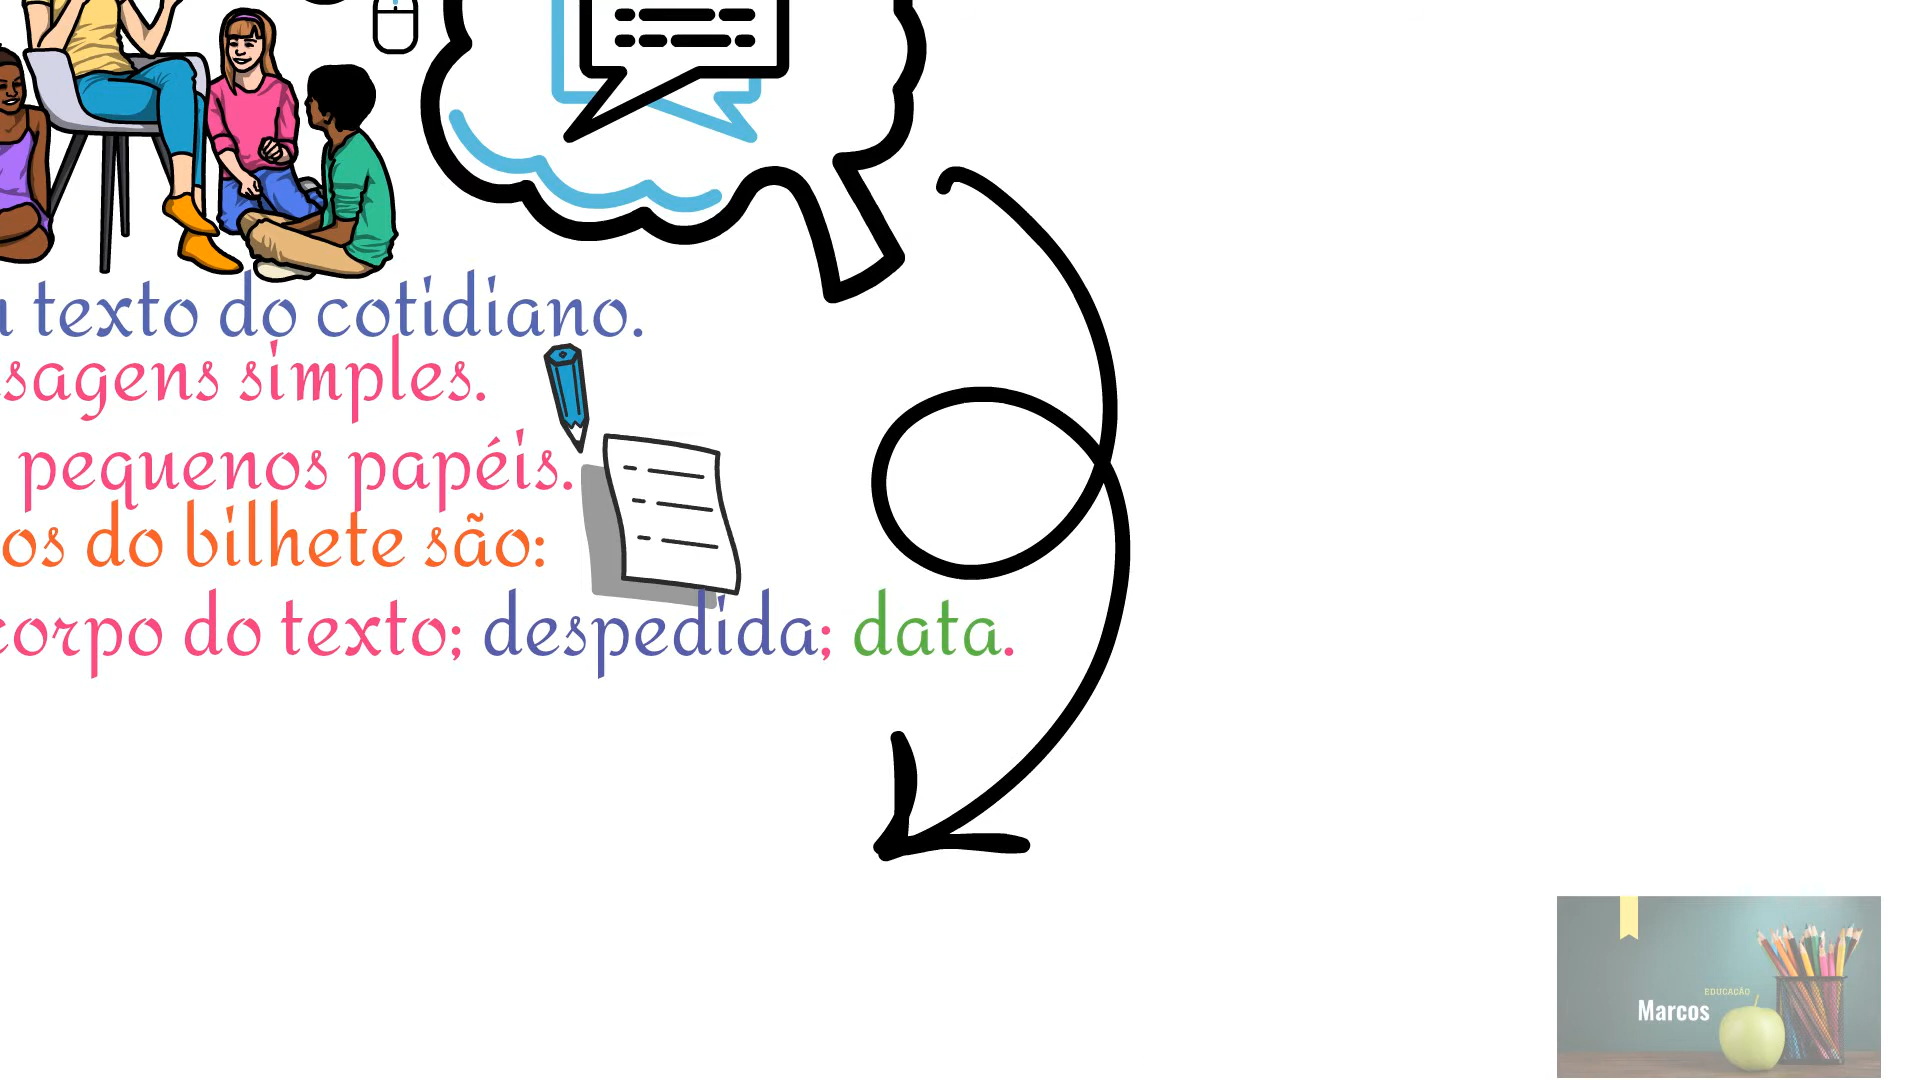 texto do cotidiano.
sagens simples.
pequenos papéis.
os do bilhete são:
corpo do texto; despedida; data.
EDUCAÇÃO
Marcos